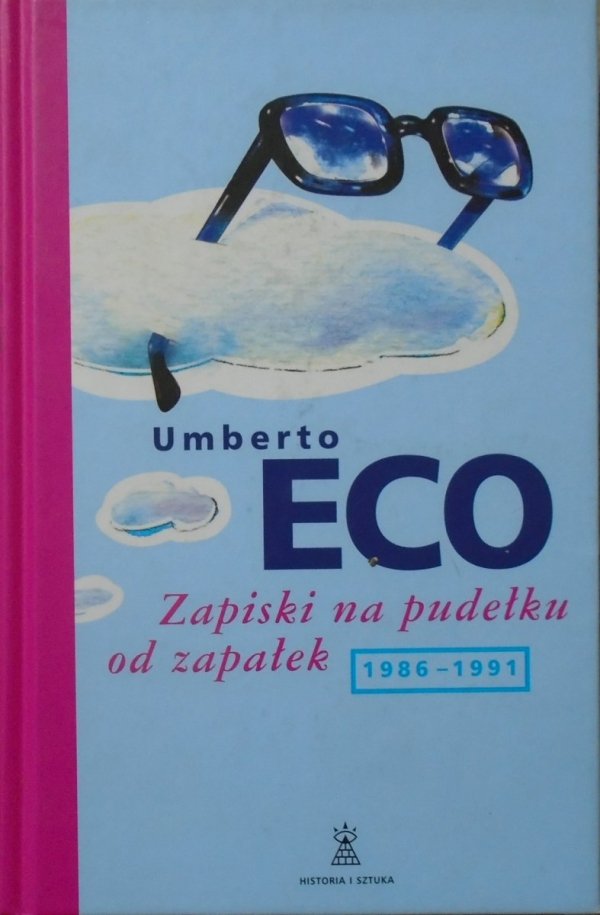 Umberto
ECO
Zapiski na pudełku
od zapałek 1986–1991
HISTORIA I SZTUKA